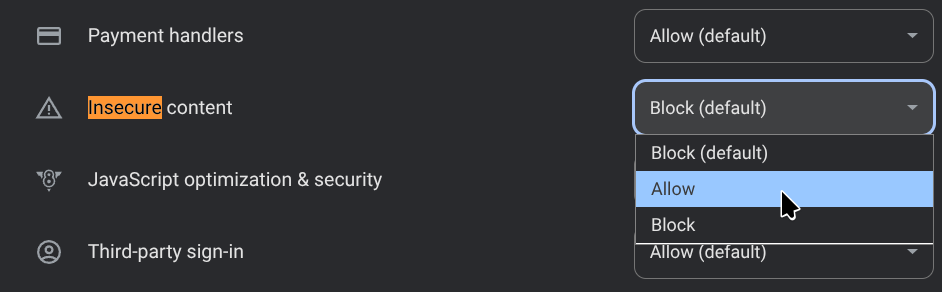 Payment handlers
Allow (default)
Insecure content
Block (default)
Block (default)
Allow
Block
JavaScript optimization & security
Third-party sign-in
Allow (default)